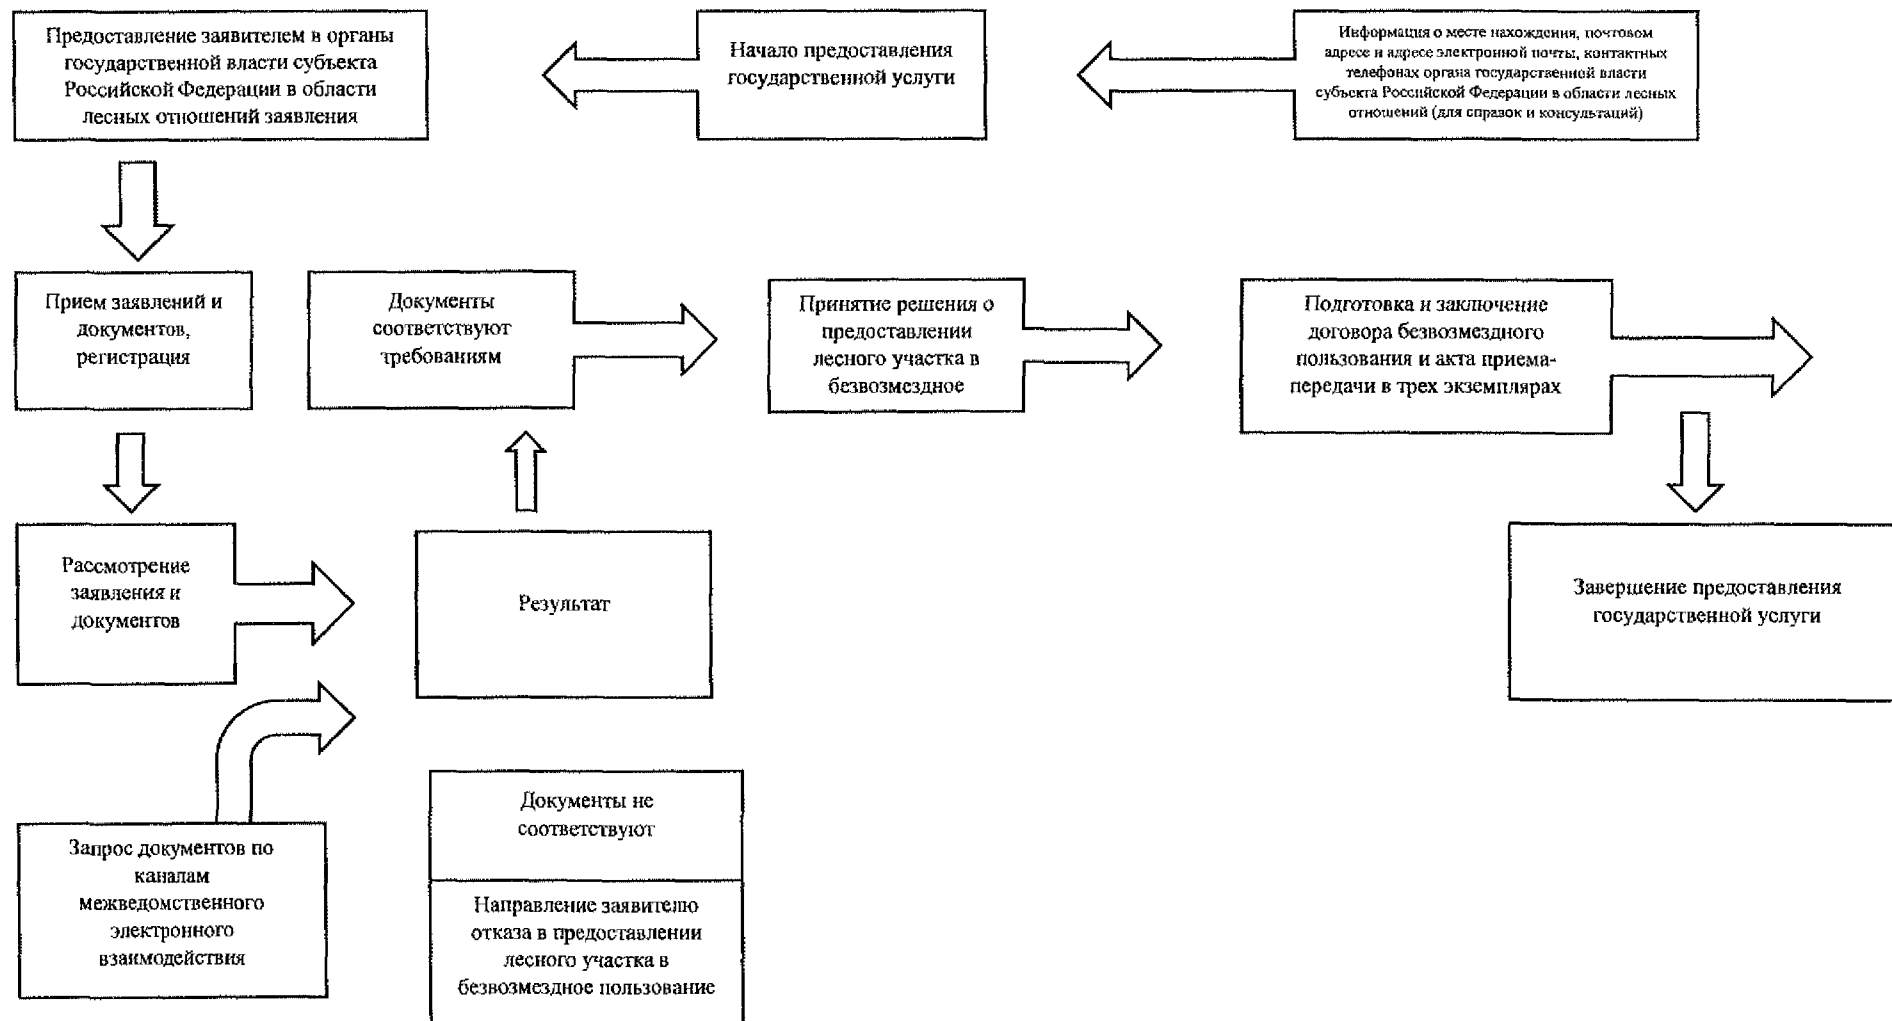 Предоставление заявителем в органы
государственной власти субъекта
Российской Федерации в области
лесных отношений заявления
Начало предоставления
государственной услуги
Информация о месте нахождения, почтовом
адресе и адресе электронной почты, контактных
телефонах органа государственной власти
субъекта Российской Федерации в области лесных
отношений (для справок и консультаций)
Прием заявлений и
документов,
регистрация
Документы
соответствуют
требованиям
Принятие решения о
предоставлении
лесного участка в
безвозмездное
Подготовка и заключение
договора безвозмездного
пользования и акта приема-
передачи в трех экземплярах
Рассмотрение
заявления и
документов
Результат
Завершение предоставления
государственной услуги
Запрос документов по
каналам
межведомственного
электронного
взаимодействия
Документы не
соответствуют
Направление заявителю
отказа в предоставлении
лесного участка в
безвозмездное пользование